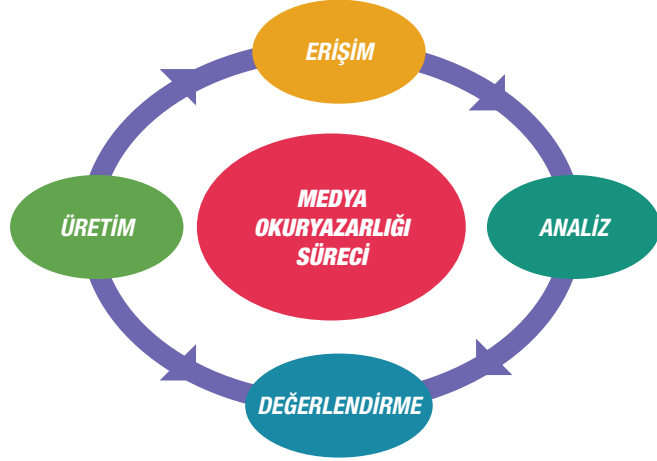 ERİŞİM
MEDYA
OKURYAZARLIĞI
SÜRECİ
ÜRETİM
ANALİZ
DEĞERLENDİRME